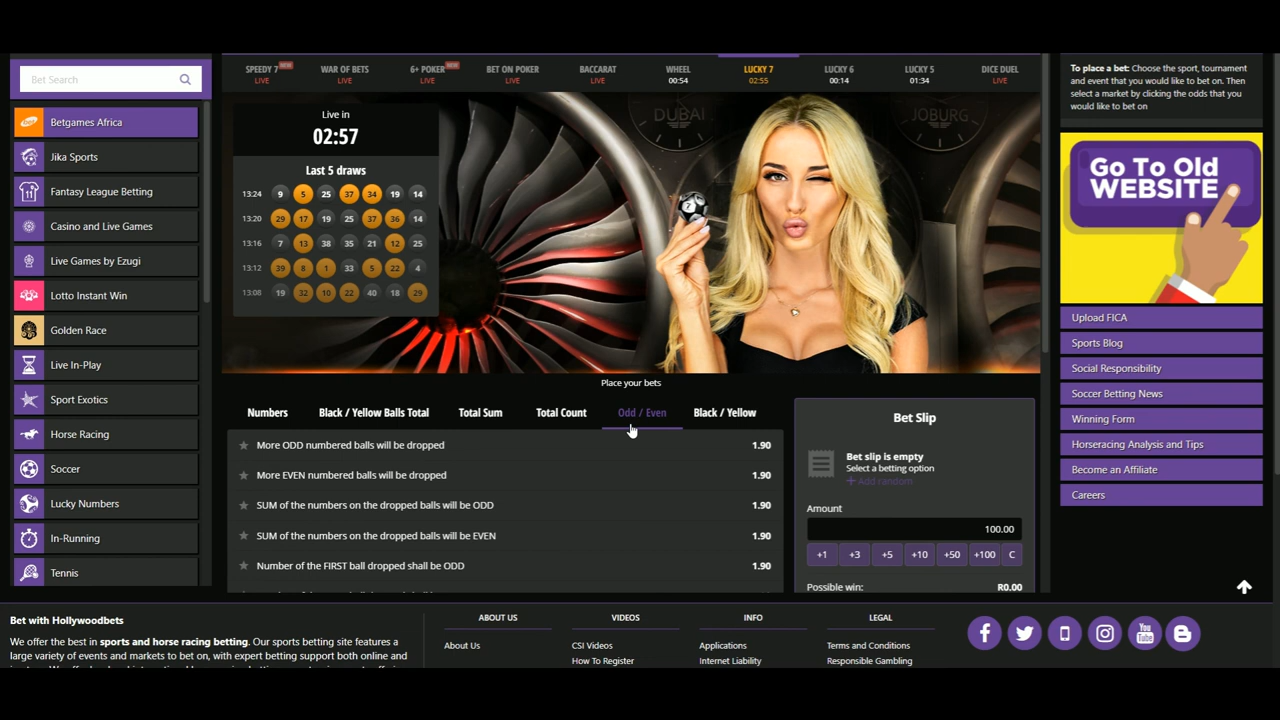 Bet Search
Betgames Africa
Jika Sports
Fantasy League Betting
Casino and Live Games
Live Games by Ezugi
Lotto Instant Win
Golden Race
Live In-Play
Sport Exotics
Horse Racing
Soccer
Lucky Numbers
In-Running
Tennis
SPEEDY 7 NEW
LIVE
WAR OF BETS
LIVE
6+ POKER NEW
LIVE
BET ON POKER
LIVE
BACCARAT
LIVE
WHEEL
00:54
LUCKY 7
02:55
LUCKY 6
00:14
LUCKY 5
01:34
DICE DUEL
LIVE
DUBAI
JOBURG
7
Live in
02:57
Last 5 draws
13:24 9 5 25 37 34 19 14
13:20 29 17 19 25 37 36 14
13:16 7 13 38 35 21 12 25
13:12 39 8 1 33 5 22 4
13:08 19 32 10 22 40 18 29
Place your bets
Numbers Black / Yellow Balls Total Total Sum Total Count Odd / Even Black / Yellow
More ODD numbered balls will be dropped 1.90
More EVEN numbered balls will be dropped 1.90
SUM of the numbers on the dropped balls will be ODD 1.90
SUM of the numbers on the dropped balls will be EVEN 1.90
Number of the FIRST ball dropped shall be ODD 1.90
Bet Slip
Bet slip is empty
Select a betting option
+ Add random
Amount
100.00
+1 +3 +5 +10 +50 +100 C
Possible win: R0.00
To place a bet: Choose the sport, tournament
and event that you would like to bet on. Then
select a market by clicking the odds that you
would like to bet on
Go To Old
WEBSITE
Upload FICA
Sports Blog
Social Responsibility
Soccer Betting News
Winning Form
Horseracing Analysis and Tips
Become an Affiliate
Careers
Bet with Hollywoodbets
We offer the best in sports and horse racing betting. Our sports betting site features a
large variety of events and markets to bet on, with expert betting support both online and
ABOUT US
About Us
VIDEOS
CSI Videos
How To Register
INFO
Applications
Internet Liability
LEGAL
Terms and Conditions
Responsible Gambling
You
Tube